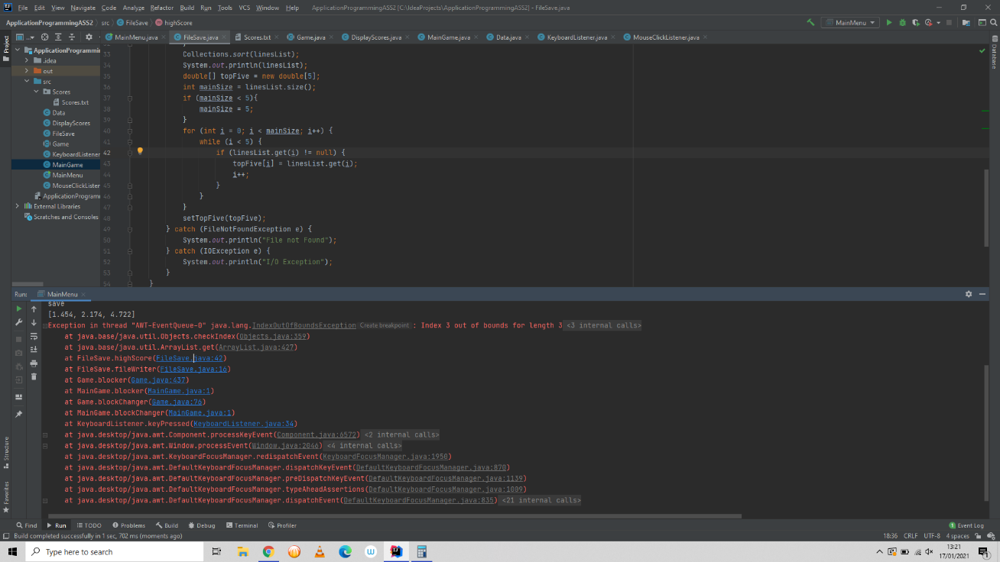 File Edit View Navigate Code Analyze Refactor Build Run Tools VCS Window Help ApplicationProgrammingASS2 [C:\IdeaProjects\ApplicationProgrammingASS2] - FileSave.java
ApplicationProgrammingASS2 src FileSave highScore MainMenu
Project
MainMenu.java FileSave.java Scores.txt Game.java DisplayScores.java MainGame.java Data.java KeyboardListener.java MouseClickListener.java
Database
ApplicationProgrammin
.idea
out
src
Scores
Scores.txt
Data
DisplayScores
FileSave
Game
KeyboardListener
MainGame
MainMenu
MouseClickListen
ApplicationProgramm
External Libraries
Scratches and Consoles
33 Collections.sort(linesList);
34 System.out.println(linesList);
35 double[] topFive = new double[5];
36 int mainSize = linesList.size();
37 if (mainSize < 5){
38 mainSize = 5;
39 }
40 for (int i = 0; i < mainSize; i++) {
41 while (i < 5) {
42 if (linesList.get(i) != null) {
43 topFive[i] = linesList.get(i);
44 i++;
45 }
46 }
47 }
48 setTopFive(topFive);
49 } catch (FileNotFoundException e) {
50 System.out.println("File not Found");
51 } catch (IOException e) {
52 System.out.println("I/O Exception");
53 }
54 }
Run: MainMenu
save
[1.454, 2.174, 4.722]
Exception in thread "AWT-EventQueue-0" java.lang.IndexOutOfBoundsException Create breakpoint : Index 3 out of bounds for length 3 <3 internal calls>
at java.base/java.util.Objects.checkIndex(Objects.java:359)
at java.base/java.util.ArrayList.get(ArrayList.java:427)
at FileSave.highScore(FileSave.java:42)
at FileSave.fileWriter(FileSave.java:16)
at Game.blocker(Game.java:437)
at MainGame.blocker(MainGame.java:1)
at Game.blockChanger(Game.java:76)
at MainGame.blockChanger(MainGame.java:1)
at KeyboardListener.keyPressed(KeyboardListener.java:34)
at java.desktop/java.awt.Component.processKeyEvent(Component.java:6572) <2 internal calls>
at java.desktop/java.awt.Window.processEvent(Window.java:2046) <4 internal calls>
at java.desktop/java.awt.KeyboardFocusManager.redispatchEvent(KeyboardFocusManager.java:1950)
at java.desktop/java.awt.DefaultKeyboardFocusManager.dispatchKeyEvent(DefaultKeyboardFocusManager.java:870)
at java.desktop/java.awt.DefaultKeyboardFocusManager.preDispatchKeyEvent(DefaultKeyboardFocusManager.java:1139)
at java.desktop/java.awt.DefaultKeyboardFocusManager.typeAheadAssertions(DefaultKeyboardFocusManager.java:1009)
at java.desktop/java.awt.DefaultKeyboardFocusManager.dispatchEvent(DefaultKeyboardFocusManager.java:835) <21 internal calls>
Structure
Favorites
Find Run TODO Problems Build Debug Terminal Profiler Event Log
Build completed successfully in 1 sec, 702 ms (moments ago) 18:36 CRLF UTF-8 4 spaces
Type here to search
13:21
17/01/2021